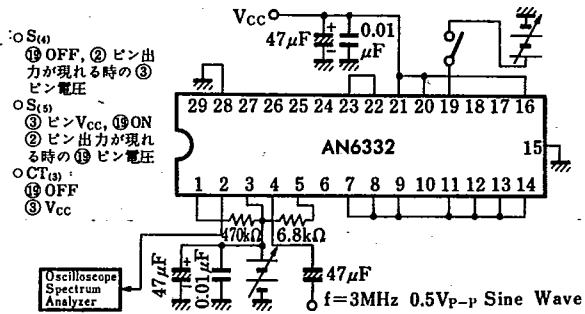 ○ S(4)
⑲ OFF, ② ピン出
力が現れる時の③
ピン電圧
○ S(5)
③ ピンVCC, ⑲ON
② ピン出力が現れ
る時の⑲ ピン電圧
○ CT(3)
⑲ OFF
③ VCC
VCC
47μF
+
−
0.01
μF
29 28 27 26 25 24 23 22 21 20 19 18 17 16
AN6332
15
1 2 3 4 5 6 7 8 9 10 11 12 13 14
470kΩ
6.8kΩ
47μF
+
0.01μF
47μF
Oscilloscope
Spectrum
Analyzer
f=3MHz 0.5VP-P Sine Wave